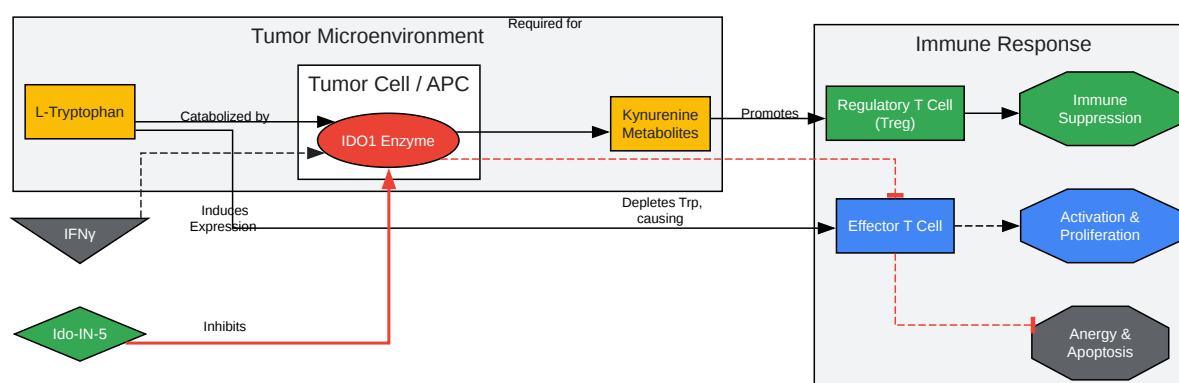 Required for
Tumor Microenvironment
Immune Response
Tumor Cell / APC
L-Tryptophan
Catabolized by
IDO1 Enzyme
Kynurenine
Metabolites
Promotes
Regulatory T Cell
(Treg)
Immune
Suppression
Induces
Expression
Depletes Trp,
causing
IFNγ
Effector T Cell
Activation &
Proliferation
Ido-IN-5
Inhibits
Anergy &
Apoptosis